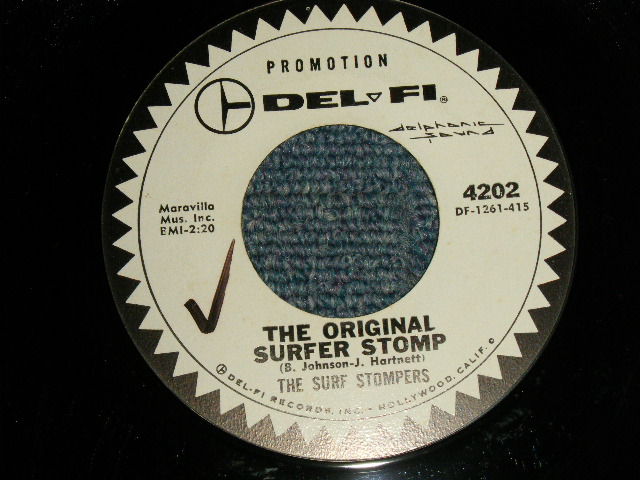 PROMOTION
DEL-FI®
delphonic
sound
4202
DF-1261-415
Maravilla
Mus. Inc.
BMI-2:20
THE ORIGINAL
SURFER STOMP
(B. Johnson-J. Hartnett)
THE SURF STOMPERS
DEL-FI RECORDS, INC. - HOLLYWOOD, CALIF.